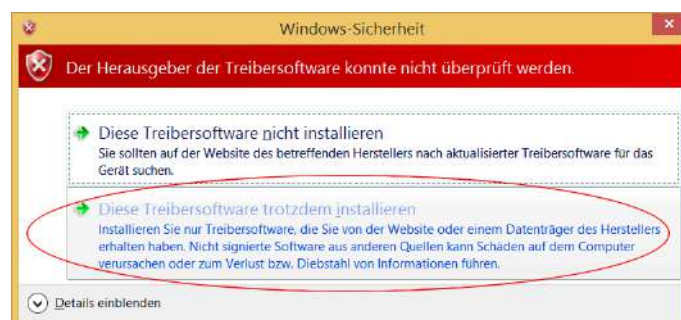 Windows-Sicherheit
Der Herausgeber der Treibersoftware konnte nicht überprüft werden.
Diese Treibersoftware nicht installieren
Sie sollten auf der Website des betreffenden Herstellers nach aktualisierter Treibersoftware für das
Gerät suchen.
Diese Treibersoftware trotzdem installieren
Installieren Sie nur Treibersoftware, die Sie von der Website oder einem Datenträger des Herstellers
erhalten haben. Nicht signierte Software aus anderen Quellen kann Schäden auf dem Computer
verursachen oder zum Verlust bzw. Diebstahl von Informationen führen.
Details einblenden